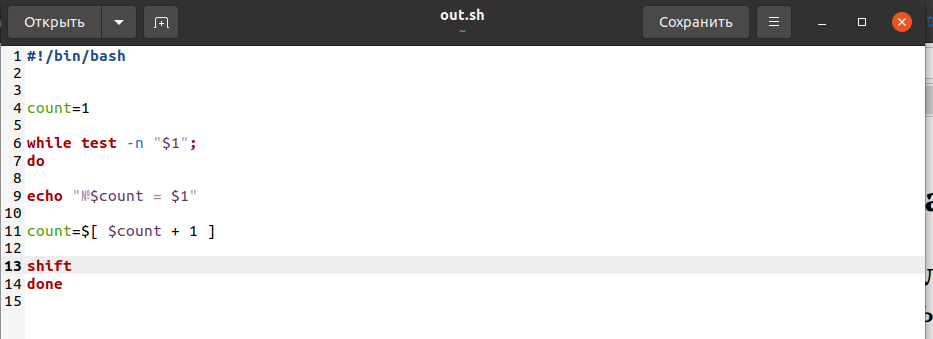 Открыть
out.sh
~
Сохранить
1 #!/bin/bash
2
3
4 count=1
5
6 while test -n "$1";
7 do
8
9 echo "№$count = $1"
10
11 count=$[ $count + 1 ]
12
13 shift
14 done
15